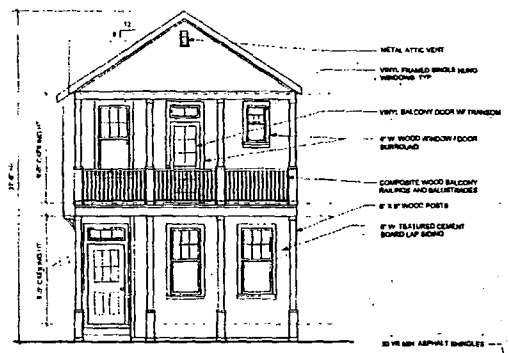 12
8
METAL ATTIC VENT
VINYL FRAMED SINGLE HUNG
WINDOWS TYP
VINYL BALCONY DOOR W/ TRANSOM
4" W WOOD WINDOW / DOOR
SURROUND
COMPOSITE WOOD BALCONY
RAILINGS AND BALUSTRADES
6" X 6" WOOD POSTS
8" W TEXTURED CEMENT
BOARD LAP SIDING
30 YR MIN ASPHALT SHINGLES